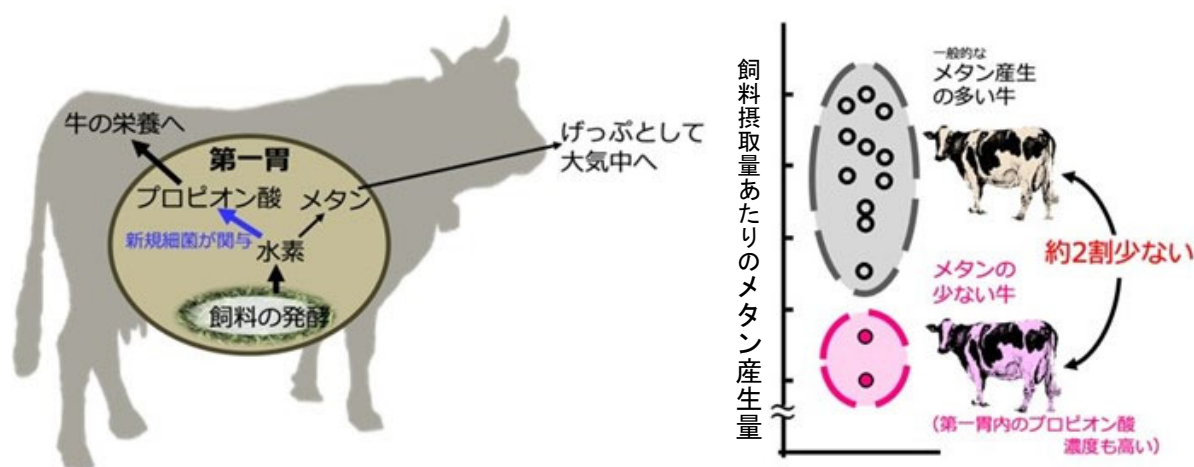 牛の栄養へ
第一胃
プロピオン酸
メタン
げっぷとして
大気中へ
新規細菌が関与
水素
飼料の発酵
飼料摂取量あたりのメタン産生量
一般的な
メタン産生
の多い牛
約2割少ない
メタンの
少ない牛
(第一胃内のプロピオン酸
濃度も高い)